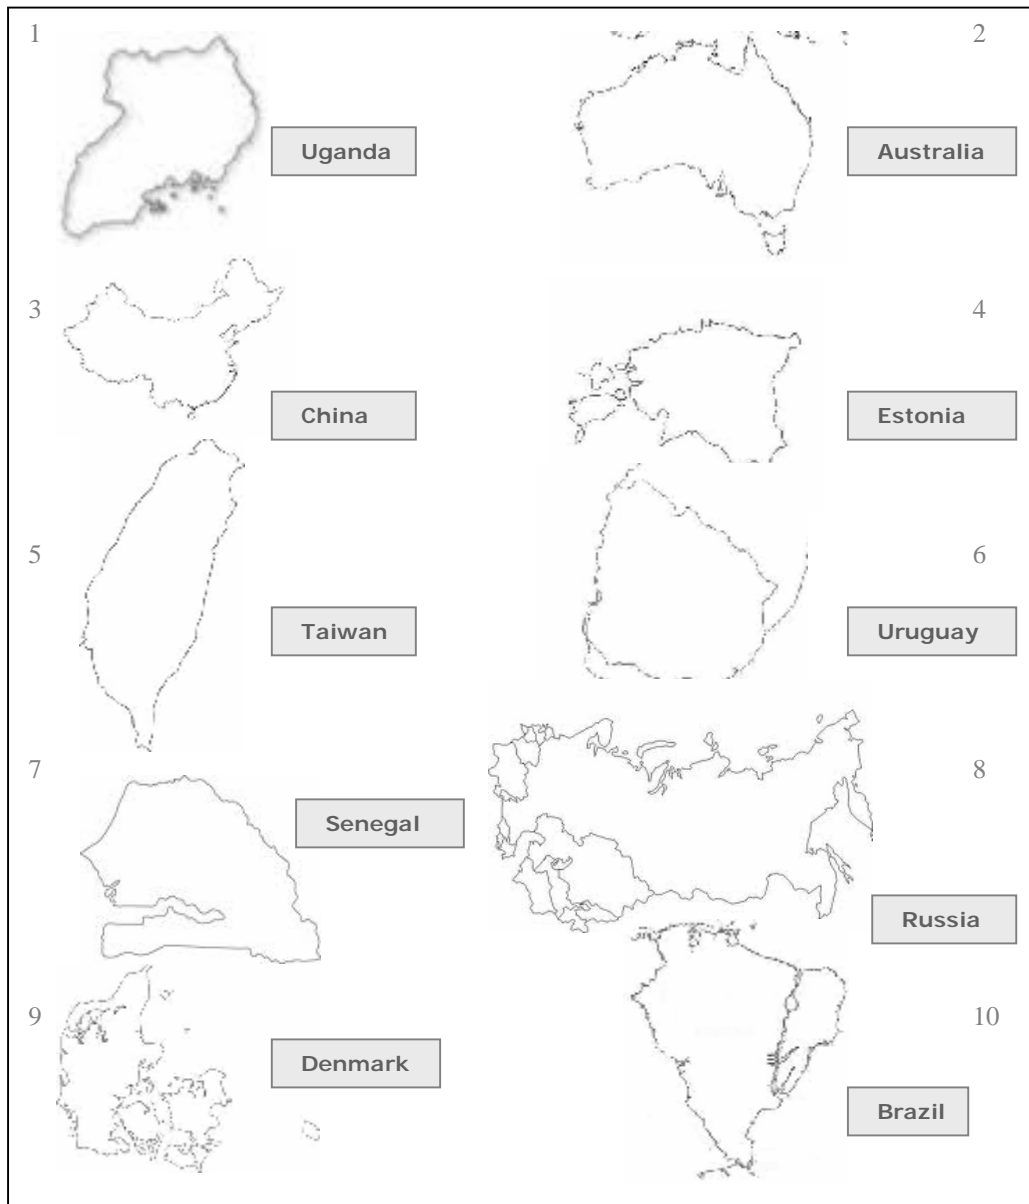 1
2
Uganda
Australia
3
4
China
Estonia
5
6
Taiwan
Uruguay
7
8
Senegal
Russia
9
10
Denmark
Brazil